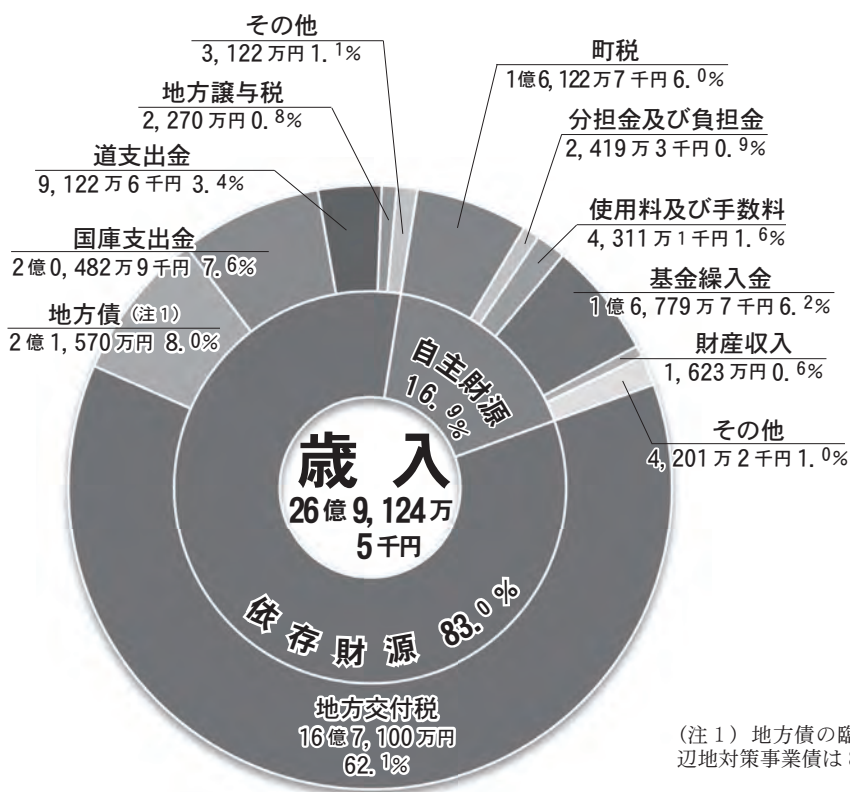 その他
3,122万円 1.1%
地方譲与税
2,270万円 0.8%
道支出金
9,122万6千円 3.4%
国庫支出金
2億0,482万9千円 7.6%
地方債（注1）
2億1,570万円 8.0%
町税
1億6,122万7千円 6.0%
分担金及び負担金
2,419万3千円 0.9%
使用料及び手数料
4,311万1千円 1.6%
基金繰入金
1億6,779万7千円 6.2%
財産収入
1,623万円 0.6%
その他
4,201万2千円 1.0%
自主財源
16.9%
歳入
26億9,124万
5千円
依存財源 83.0%
地方交付税
16億7,100万円
62.1%
（注1）地方債の臨
辺地対策事業債は